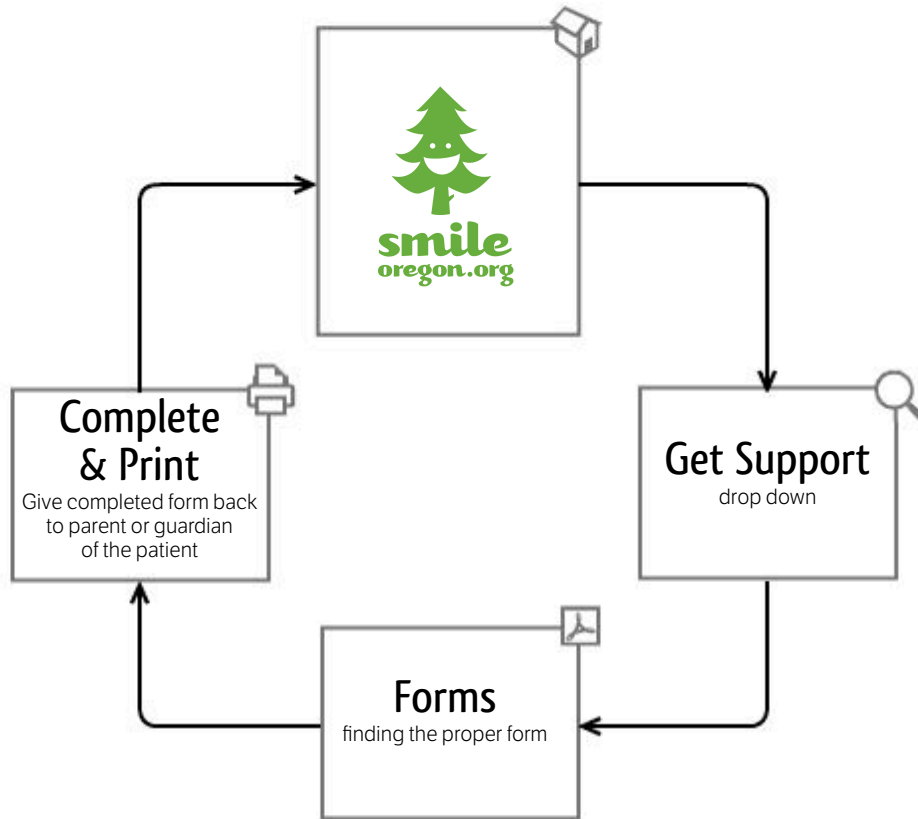 smile
oregon.org
Get Support
drop down
Forms
finding the proper form
Complete
& Print
Give completed form back
to parent or guardian
of the patient